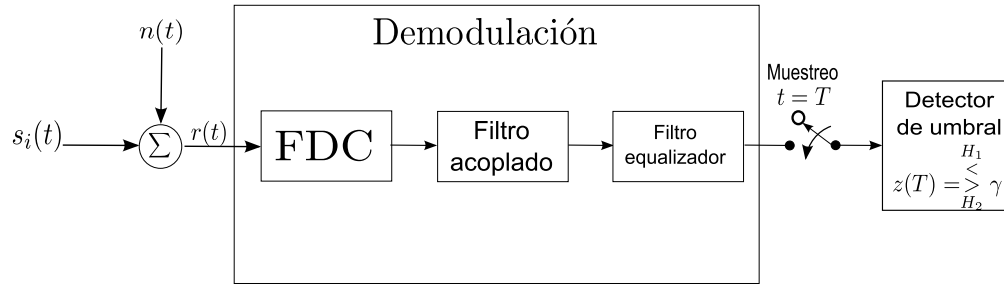 n(t)
Demodulación
s_i(t)
Σ
r(t)
FDC
Filtro
acoplado
Filtro
equalizador
Muestreo
t = T
Detector
de umbral
H_1
<
z(T) = > γ
H_2